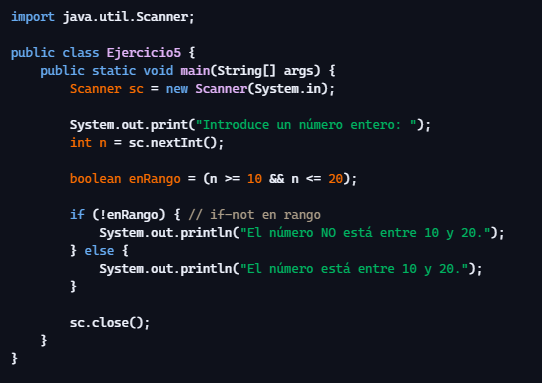 import java.util.Scanner;

public class Ejercicio5 {
    public static void main(String[] args) {
        Scanner sc = new Scanner(System.in);

        System.out.print("Introduce un número entero: ");
        int n = sc.nextInt();

        boolean enRango = (n >= 10 && n <= 20);

        if (!enRango) { // if-not en rango
            System.out.println("El número NO está entre 10 y 20.");
        } else {
            System.out.println("El número está entre 10 y 20.");
        }

        sc.close();
    }
}